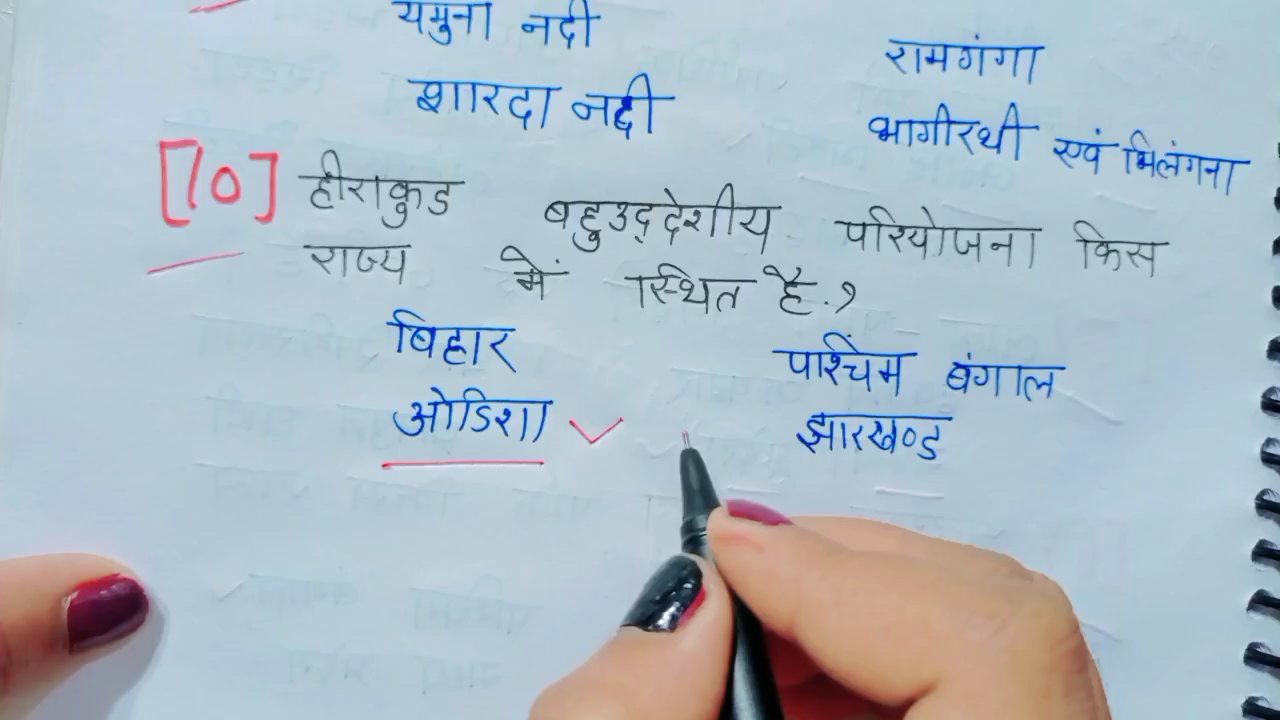 यमुना नदी
रामगंगा
शारदा नदी
भागीरथी एवं भिलंगना
[10] हीराकुड बहुउद्देशीय परियोजना किस
राज्य में स्थित है.?
बिहार
पश्चिम बंगाल
ओडिशा
झारखण्ड